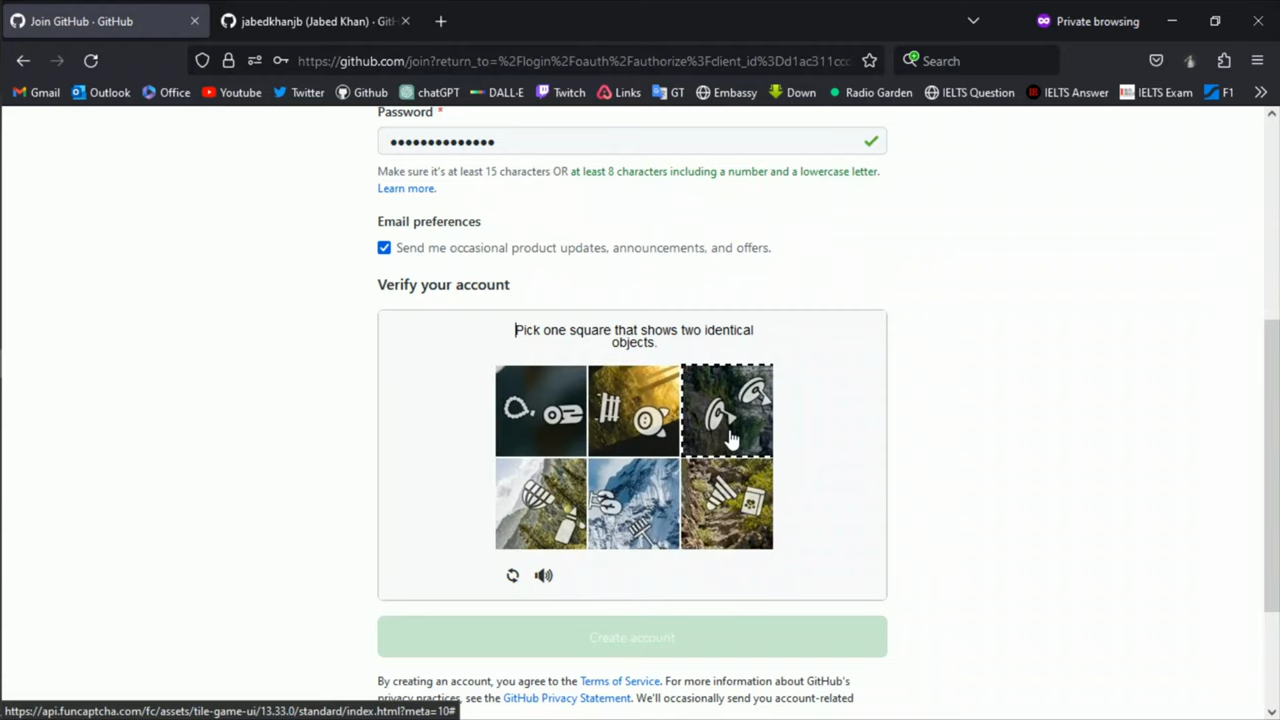 Join GitHub · GitHub
jabedkhanjb (Jabed Khan) · GitH
Private browsing
https://github.com/join?return_to=%2Flogin%2Foauth%2Fauthorize%3Fclient_id%3Dd1ac311ccc
Search
Gmail Outlook Office Youtube Twitter Github chatGPT DALL-E Twitch Links GT Embassy Down Radio Garden IELTS Question IELTS Answer IELTS Exam F1
Password *
••••••••••••••
Make sure it's at least 15 characters OR at least 8 characters including a number and a lowercase letter.
Learn more.
Email preferences
Send me occasional product updates, announcements, and offers.
Verify your account
Pick one square that shows two identical
objects.
Create account
By creating an account, you agree to the Terms of Service. For more information about GitHub's
privacy practices, see the GitHub Privacy Statement. We'll occasionally send you account-related
https://api.funcaptcha.com/fc/assets/tile-game-ui/13.33.0/standard/index.html?meta=10#